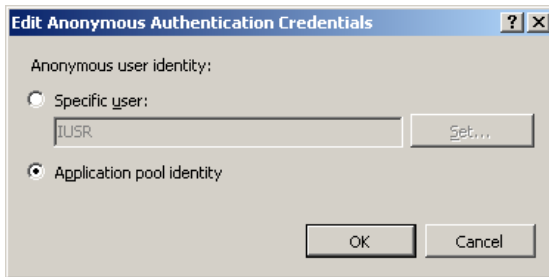 Edit Anonymous Authentication Credentials
Anonymous user identity:
Specific user:
IUSR
Set...
Application pool identity
OK
Cancel